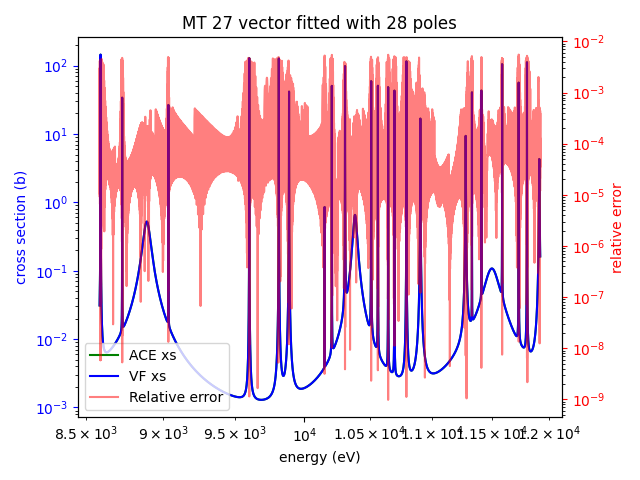 MT 27 vector fitted with 28 poles
cross section (b)
10²
10¹
10⁰
10⁻¹
10⁻²
10⁻³
10⁻²
10⁻³
10⁻⁴
10⁻⁵
10⁻⁶
10⁻⁷
10⁻⁸
10⁻⁹
relative error
ACE xs
VF xs
Relative error
8.5 × 10³ 9 × 10³ 9.5 × 10³ 10⁴ 1.05 × 10⁴ 1.1 × 10⁴ 1.15 × 10⁴ 1.2 × 10⁴
energy (eV)